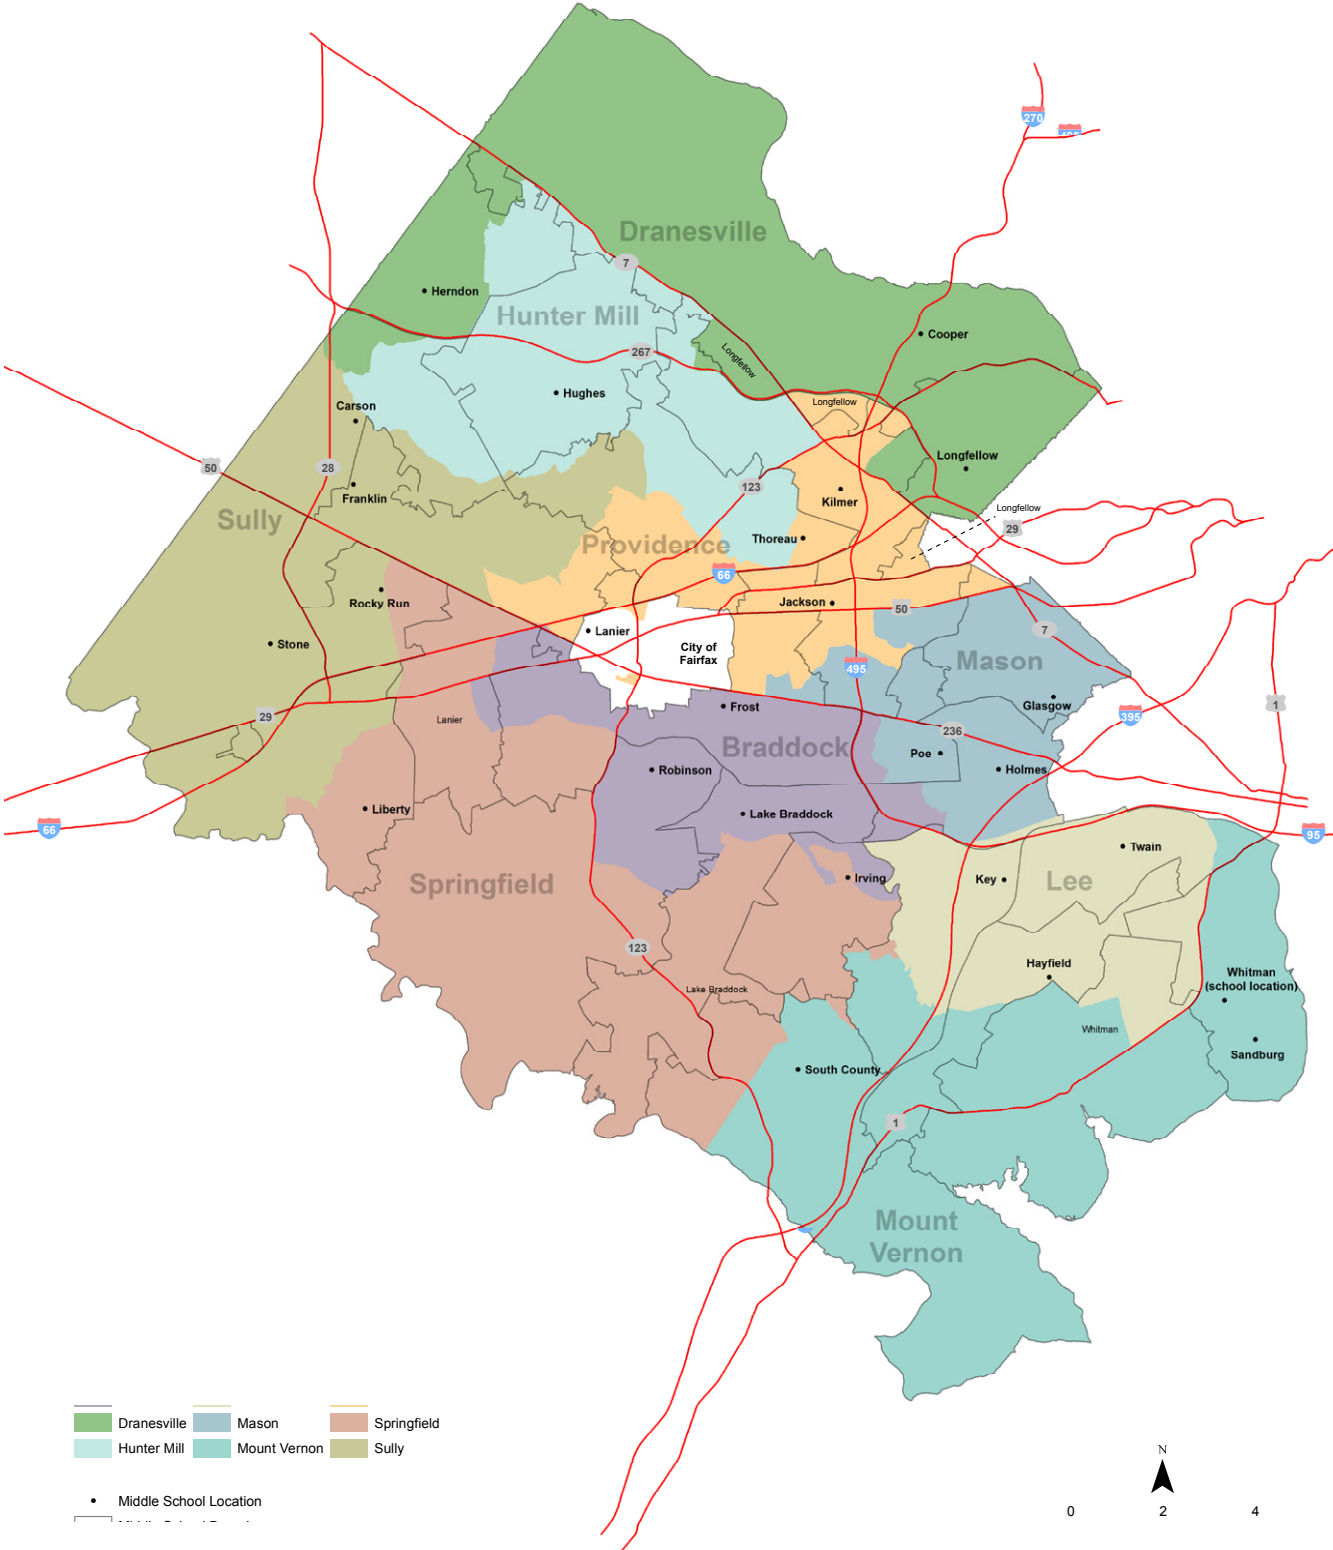 270
Dranesville
7
Herndon
Hunter Mill
Cooper
267
Longfellow
Hughes
Longfellow
Carson
Longfellow
50
28
123
Franklin
Kilmer
Longfellow
Sully
29
Thoreau
Providence
66
Rocky Run
Jackson
50
Lanier
7
Stone
City of
Fairfax
Mason
495
Glasgow
Frost
1
29
Lanier
395
236
Braddock
Poe
Robinson
Holmes
Liberty
Lake Braddock
66
95
Twain
Irving
Key
Lee
Springfield
123
Hayfield
Whitman
(school location)
Lake Braddock
Whitman
Sandburg
South County
1
Mount
Vernon
Dranesville
Mason
Springfield
Hunter Mill
Mount Vernon
Sully
N
Middle School Location
0 2 4